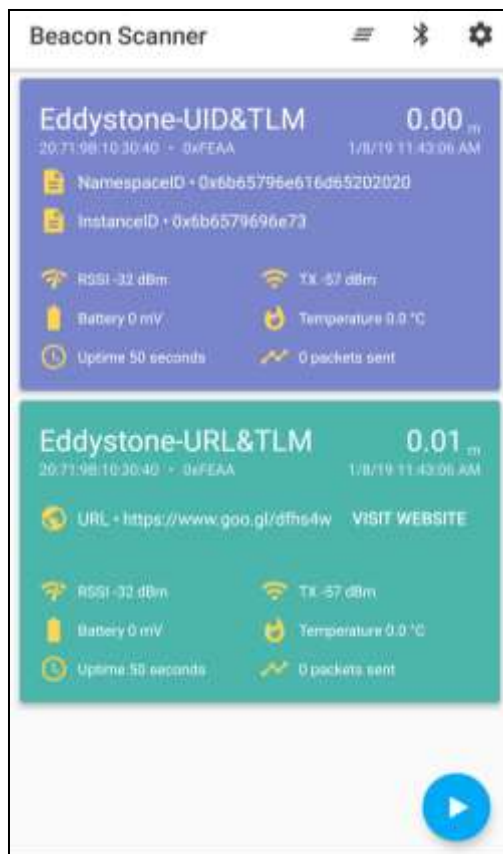 Beacon Scanner
Eddystone-UID&TLM 0.00 m
20:71:98:10:30:40 • 0xFEAA 1/8/19 11:43:06 AM
NamespaceID • 0x6b65796e616d65202020
InstanceID • 0x6b6579696e73
RSSI -32 dBm TX -57 dBm
Battery 0 mV Temperature 0.0 °C
Uptime 50 seconds 0 packets sent
Eddystone-URL&TLM 0.01 m
20:71:98:10:30:40 • 0xFEAA 1/8/19 11:43:06 AM
URL • https://www.goo.gl/dfhs4w VISIT WEBSITE
RSSI -32 dBm TX -57 dBm
Battery 0 mV Temperature 0.0 °C
Uptime 50 seconds 0 packets sent